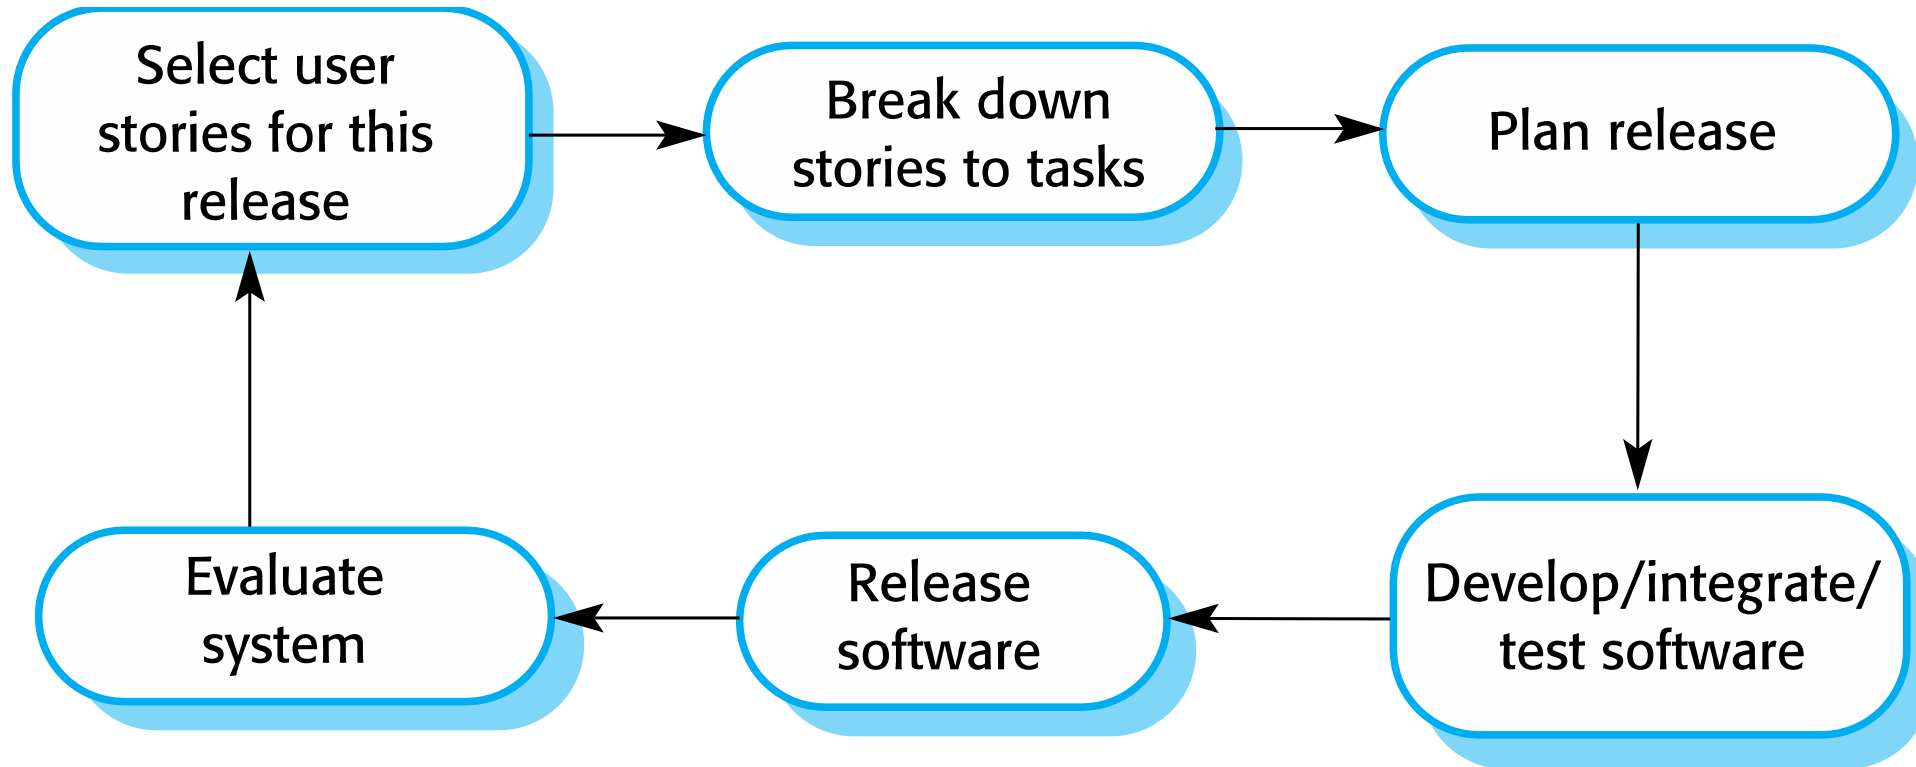 Select user
stories for this
release
Break down
stories to tasks
Plan release
Develop/integrate/
test software
Release
software
Evaluate
system